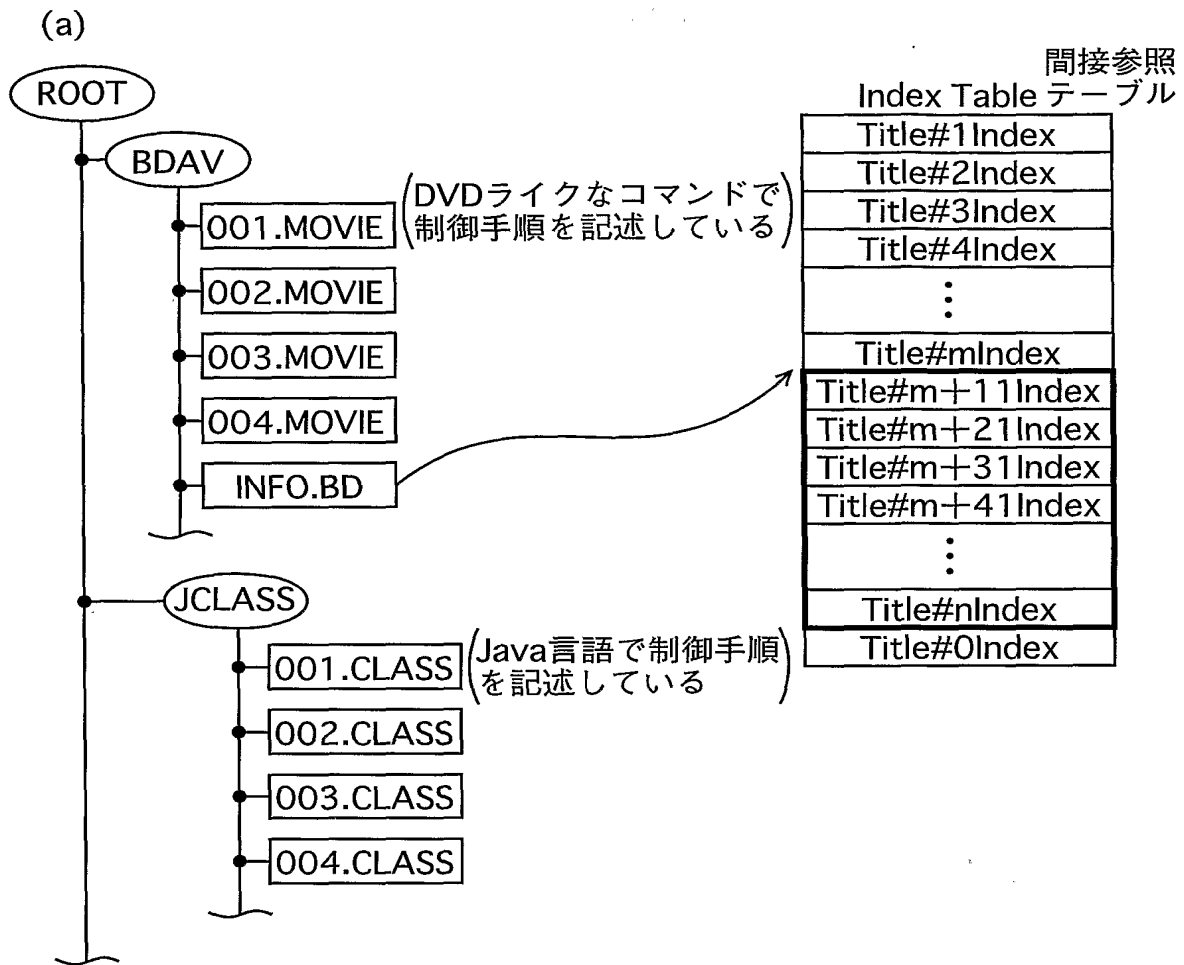 (a)
ROOT
BDAV
001.MOVIE
(DVDライクなコマンドで
制御手順を記述している)
002.MOVIE
003.MOVIE
004.MOVIE
INFO.BD
JCLASS
001.CLASS
(Java言語で制御手順
を記述している)
002.CLASS
003.CLASS
004.CLASS
間接参照
Index Table テーブル
Title#1Index
Title#2Index
Title#3Index
Title#4Index
⋮
Title#mIndex
Title#m+11Index
Title#m+21Index
Title#m+31Index
Title#m+41Index
⋮
Title#nIndex
Title#0Index